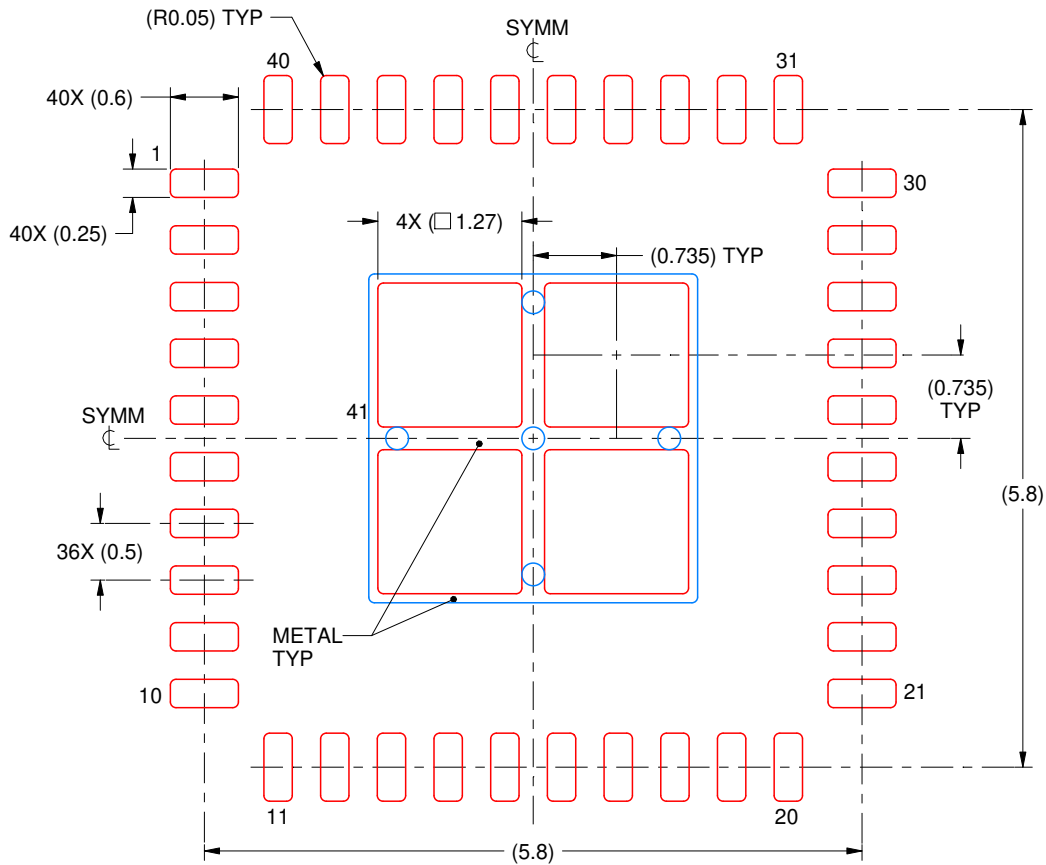 (R0.05) TYP
SYMM
40
31
40X (0.6)
1
30
40X (0.25)
4X (□ 1.27)
(0.735) TYP
(0.735)
TYP
41
SYMM
(5.8)
36X (0.5)
METAL
TYP
10
21
11
20
(5.8)